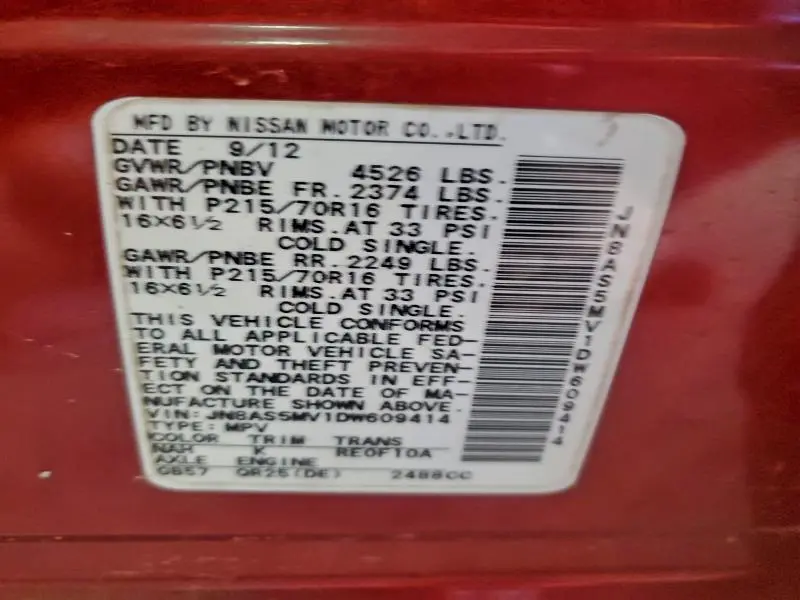 MFD BY NISSAN MOTOR CO.,LTD.
DATE 9/12
GVWR/PNBV 4526 LBS.
GAWR/PNBE FR. 2374 LBS.
WITH P215/70R16 TIRES.
16×6½ RIMS.AT 33 PSI
COLD SINGLE.
GAWR/PNBE RR. 2249 LBS.
WITH P215/70R16 TIRES.
16×6½ RIMS.AT 33 PSI
COLD SINGLE.
THIS VEHICLE CONFORMS
TO ALL APPLICABLE FED-
ERAL MOTOR VEHICLE SA-
FETY AND THEFT PREVEN-
TION STANDARDS IN EFF-
ECT ON THE DATE OF MA-
NUFACTURE SHOWN ABOVE.
VIN: JN8AS5MV1DW609414
TYPE: MPV
COLOR TRIM TRANS
NAH K RE0F10A
AXLE ENGINE
GB57 QR25(DE) 2488CC
JN8AS5MV1DW609414